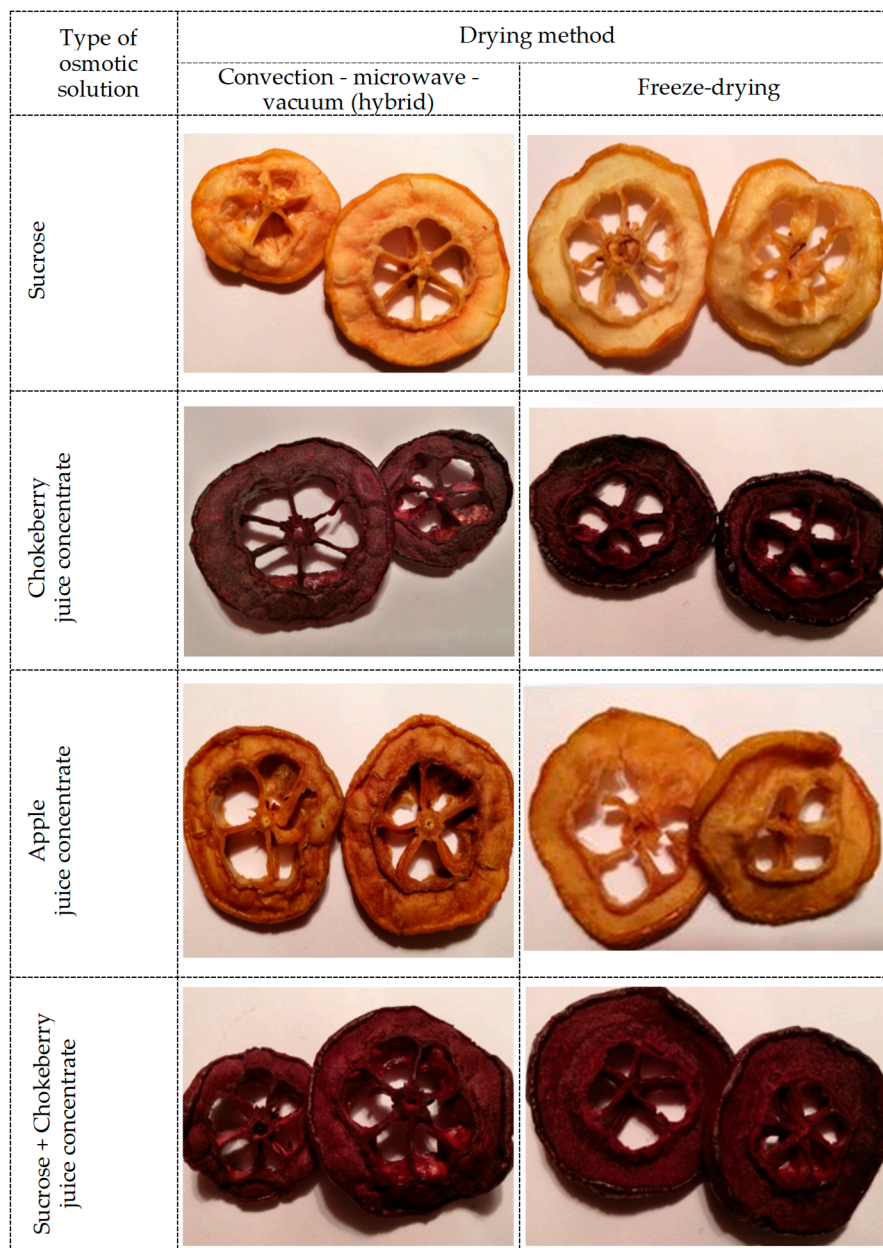 Type of
osmotic
solution
Drying method
Convection - microwave -
vacuum (hybrid)
Freeze-drying
Sucrose
Chokeberry
juice concentrate
Apple
juice concentrate
Sucrose + Chokeberry
juice concentrate